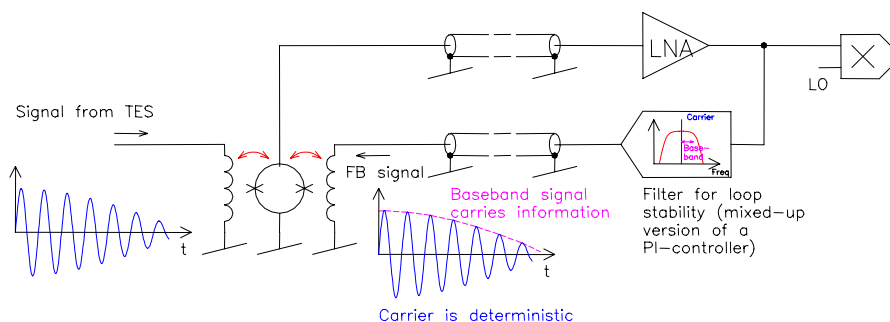 LNA
LO
Signal from TES
Carrier
Base-
band
Freq
FB signal
Baseband signal
carries information
Filter for loop
stability (mixed-up
version of a
PI-controller)
t
t
Carrier is deterministic